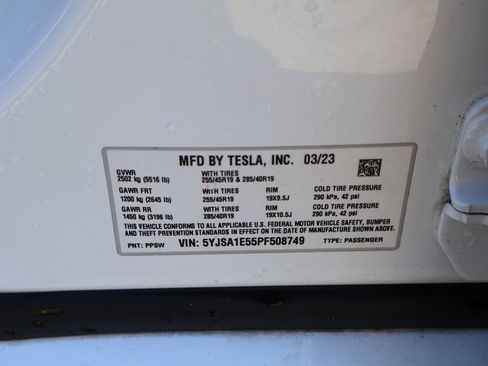 MFD BY TESLA, INC. 03/23
GVWR WITH TIRES
2502 kg (5516 lb) 255/45R19 & 285/40R19
GAWR FRT WITH TIRES RIM COLD TIRE PRESSURE
1200 kg (2645 lb) 255/45R19 19X9.5J 290 kPa, 42 psi
GAWR RR WITH TIRES RIM COLD TIRE PRESSURE
1450 kg (3196 lb) 285/40R19 19X10.5J 290 kPa, 42 psi
THIS VEHICLE CONFORMS TO ALL APPLICABLE U.S. FEDERAL MOTOR VEHICLE SAFETY, BUMPER
AND THEFT PREVENTION STANDARDS IN EFFECT ON THE DATE OF MANUFACTURE SHOWN ABOVE.
PNT: PPSW VIN: 5YJSA1E55PF508749 TYPE: PASSENGER